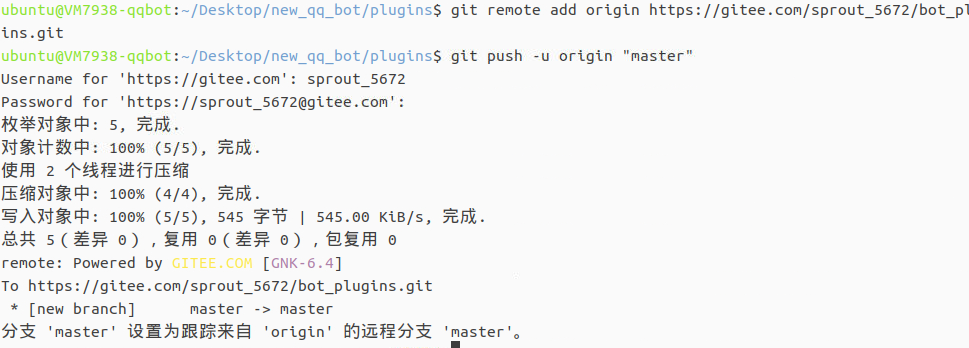 ubuntu@VM7938-qqbot:~/Desktop/new_qq_bot/plugins$ git remote add origin https://gitee.com/sprout_5672/bot_pl
ins.git
ubuntu@VM7938-qqbot:~/Desktop/new_qq_bot/plugins$ git push -u origin "master"
Username for 'https://gitee.com': sprout_5672
Password for 'https://sprout_5672@gitee.com':
枚举对象中: 5, 完成.
对象计数中: 100% (5/5), 完成.
使用 2 个线程进行压缩
压缩对象中: 100% (4/4), 完成.
写入对象中: 100% (5/5), 545 字节 | 545.00 KiB/s, 完成.
总共 5（差异 0），复用 0（差异 0），包复用 0
remote: Powered by GITEE.COM [GNK-6.4]
To https://gitee.com/sprout_5672/bot_plugins.git
 * [new branch]      master -> master
分支 'master' 设置为跟踪来自 'origin' 的远程分支 'master'。